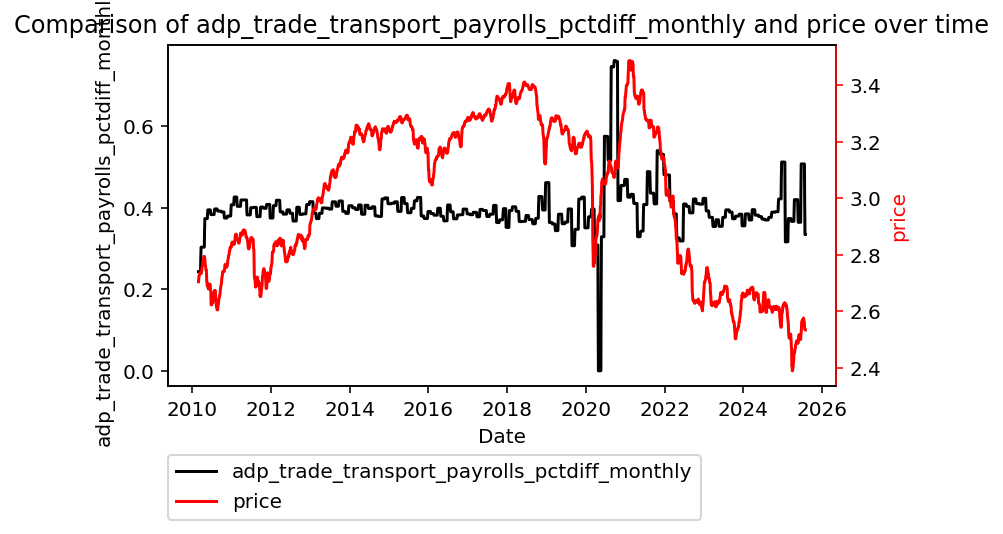 Comparison of adp_trade_transport_payrolls_pctdiff_monthly and price over time
adp_trade_transport_payrolls_pctdiff_monthly
0.6
0.4
0.2
0.0
3.4
3.2
3.0
2.8
2.6
2.4
price
2010 2012 2014 2016 2018 2020 2022 2024 2026
Date
adp_trade_transport_payrolls_pctdiff_monthly
price